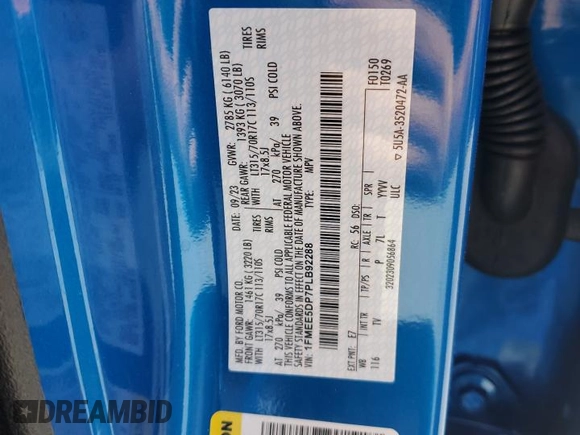 MFD. BY FORD MOTOR CO.
DATE: 09/23 GVWR: 2785 KG ( 6140 LB)
FRONT GAWR: 1461 KG ( 3220 LB) REAR GAWR: 1393 KG ( 3070 LB)
WITH LT315/70R17C 113/110S TIRES WITH LT315/70R17C 113/110S TIRES
17x8.5J RIMS 17x8.5J RIMS
AT 270 kPa/ 39 PSI COLD AT 270 kPa/ 39 PSI COLD
THIS VEHICLE CONFORMS TO ALL APPLICABLE FEDERAL MOTOR VEHICLE
SAFETY STANDARDS IN EFFECT ON THE DATE OF MANUFACTURE SHOWN ABOVE.
VIN: 1FMEE5DP7PLB92288 TYPE: MPV
F0150
T0269
EXT PNT: E7 RC: 56 DSO:
WB INT TR TP/PS R AXLE TR SPR
116 TV P 7L T YYVV
3202309056864 ULC
5U5A-3520472-AA
DREAMBID